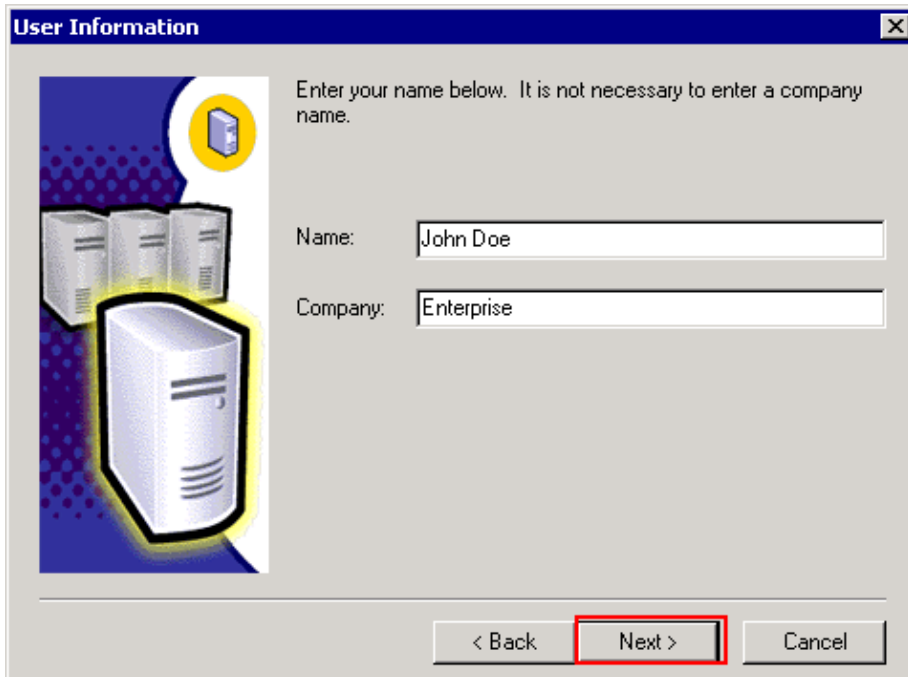 User Information
Enter your name below. It is not necessary to enter a company
name.
Name:
John Doe
Company:
Enterprise
< Back
Next >
Cancel